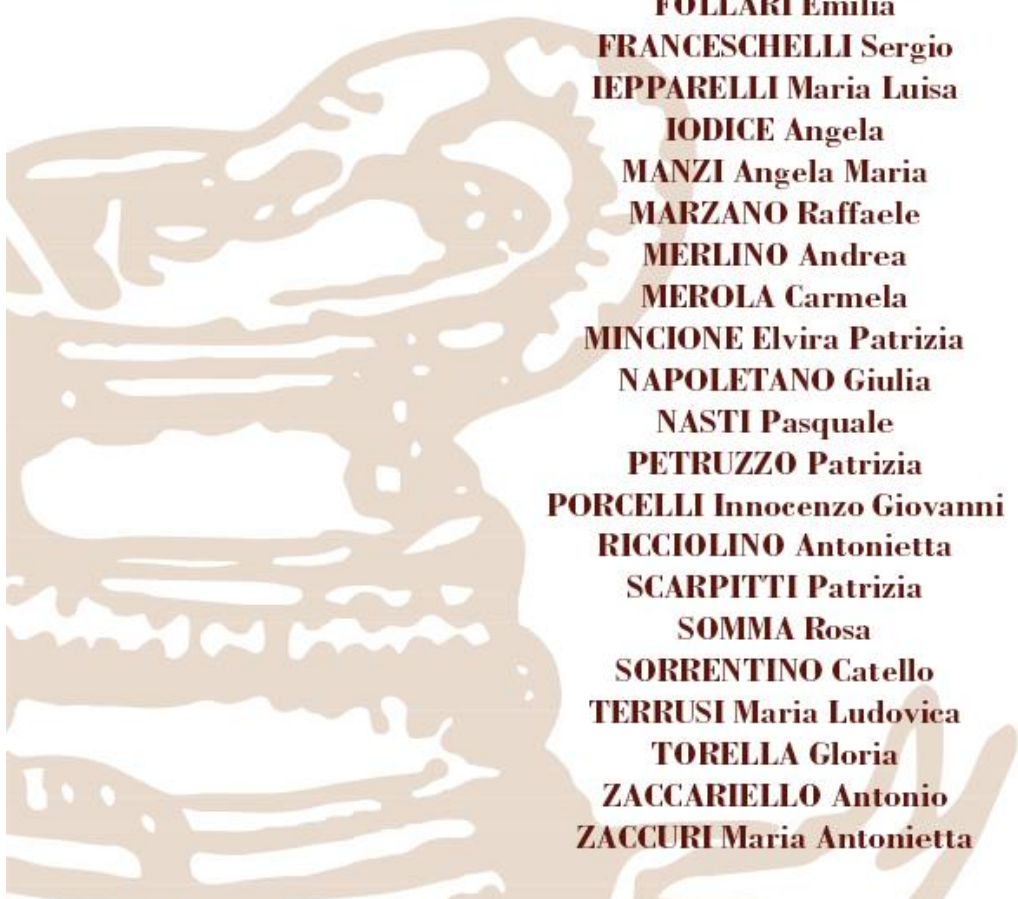 FOLLARI Emilia
FRANCESCHELLI Sergio
IEPPARELLI Maria Luisa
IODICE Angela
MANZI Angela Maria
MARZANO Raffaele
MERLINO Andrea
MEROLA Carmela
MINCIONE Elvira Patrizia
NAPOLETANO Giulia
NASTI Pasquale
PETRUZZO Patrizia
PORCELLI Innocenzo Giovanni
RICCIOLINO Antonietta
SCARPITTI Patrizia
SOMMA Rosa
SORRENTINO Catello
TERRUSI Maria Ludovica
TORELLA Gloria
ZACCARIELLO Antonio
ZACCURI Maria Antonietta